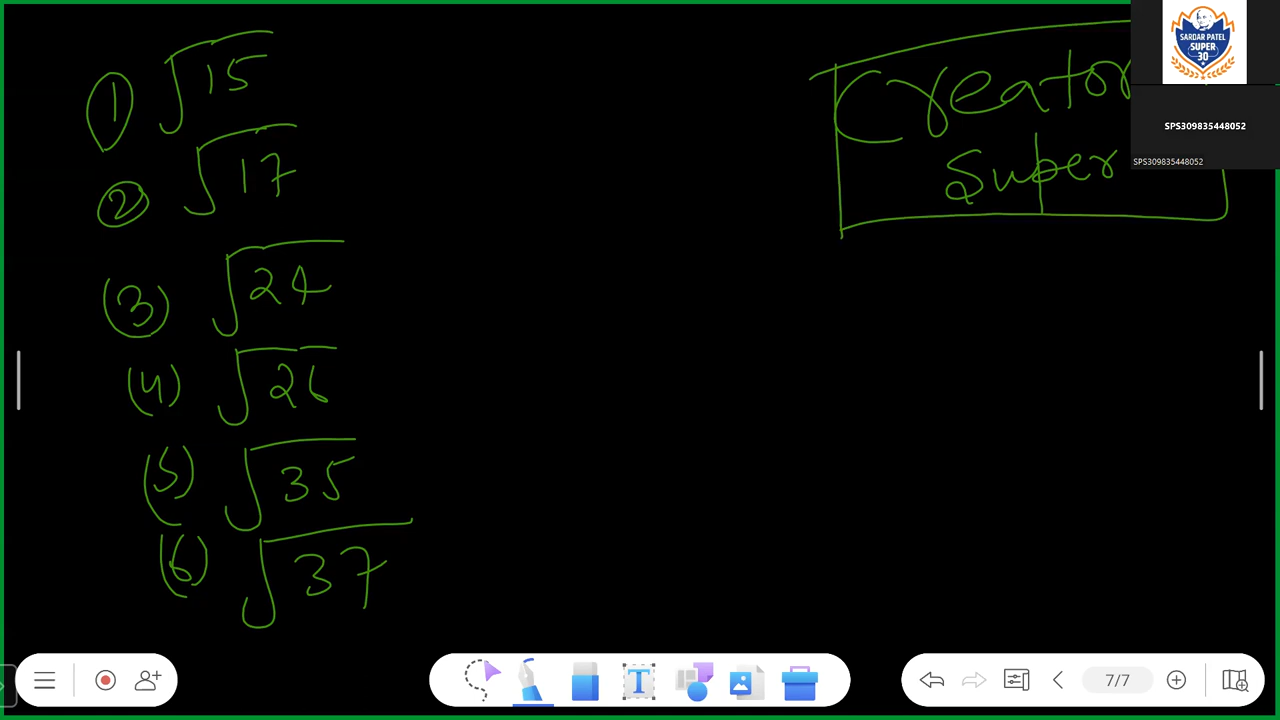 (1) √15
(2) √17
(3) √24
(4) √26
(5) √35
(6) √37
Creator
Super
SARDAR PATEL
SUPER
30
SPS309835448052
SPS309835448052
T
7/7